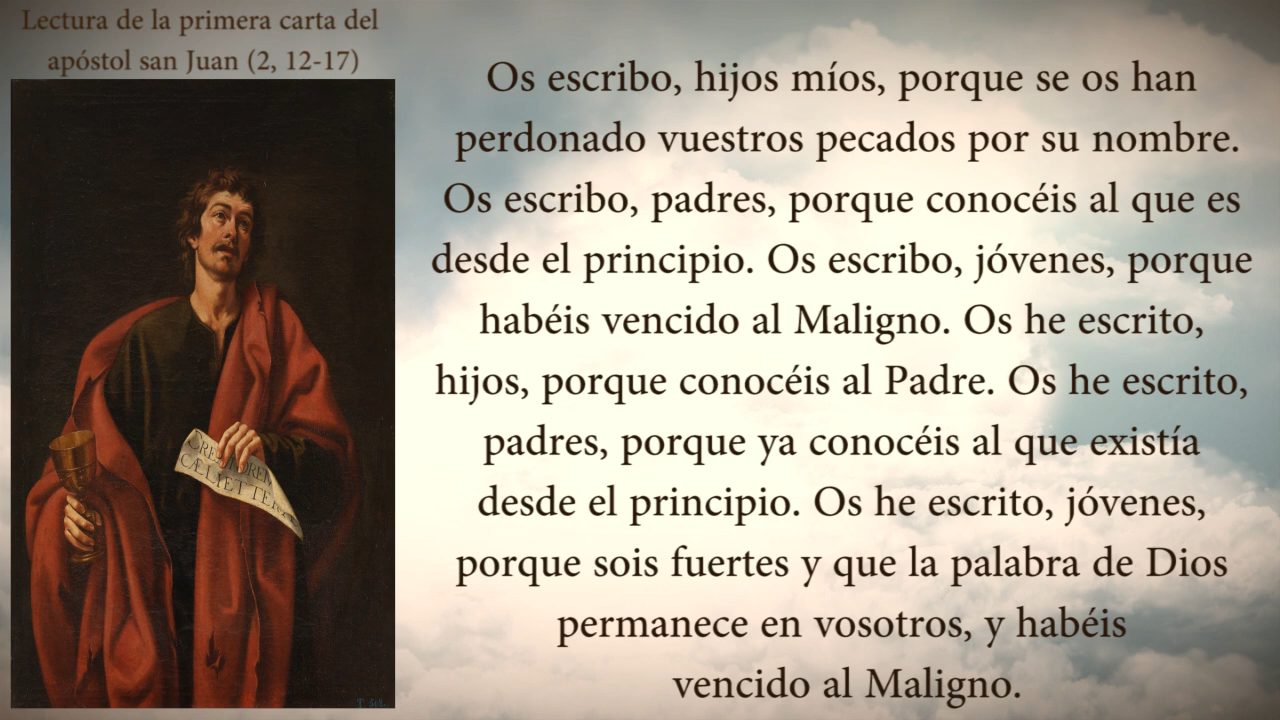 Lectura de la primera carta del
apóstol san Juan (2, 12-17)
Os escribo, hijos míos, porque se os han
perdonado vuestros pecados por su nombre.
Os escribo, padres, porque conocéis al que es
desde el principio. Os escribo, jóvenes, porque
habéis vencido al Maligno. Os he escrito,
hijos, porque conocéis al Padre. Os he escrito,
padres, porque ya conocéis al que existía
desde el principio. Os he escrito, jóvenes,
porque sois fuertes y que la palabra de Dios
permanece en vosotros, y habéis
vencido al Maligno.
CÆLI ET TE